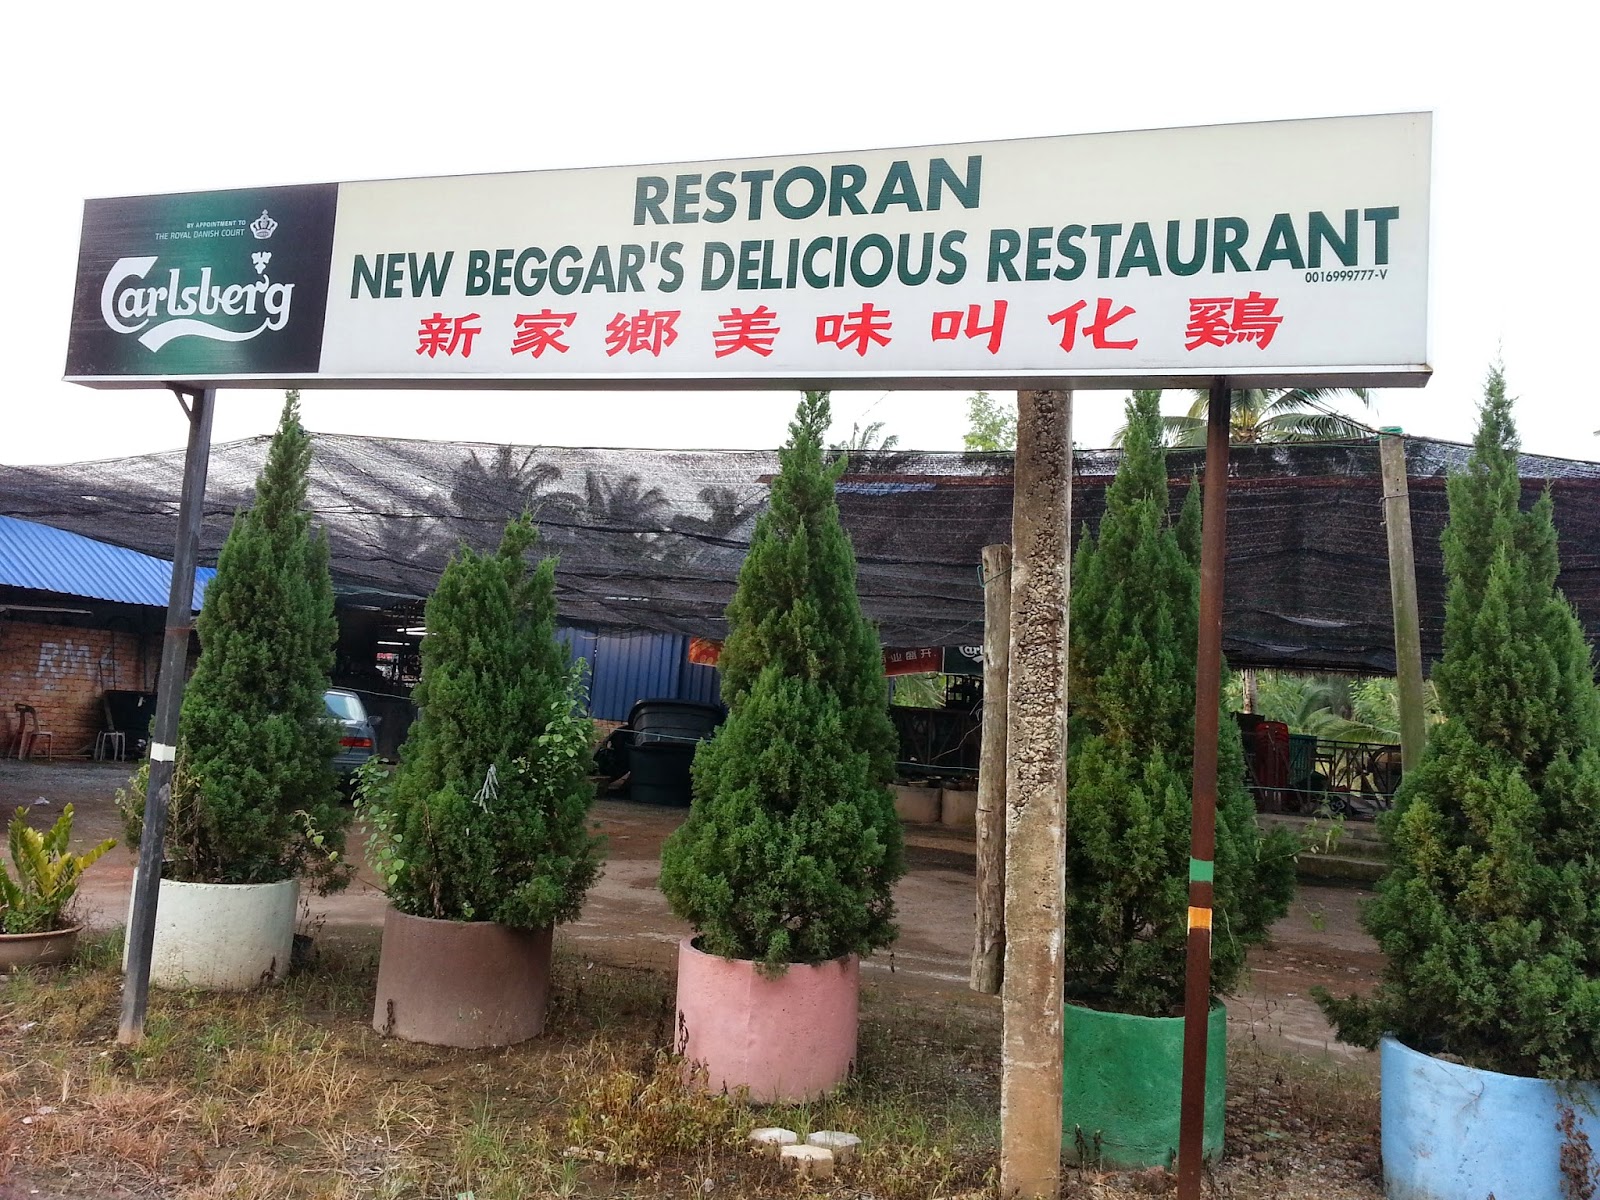 BY APPOINTMENT TO
THE ROYAL DANISH COURT
Carlsberg
RESTORAN
NEW BEGGAR'S DELICIOUS RESTAURANT
0016999777-V
新家鄉美味叫化鷄